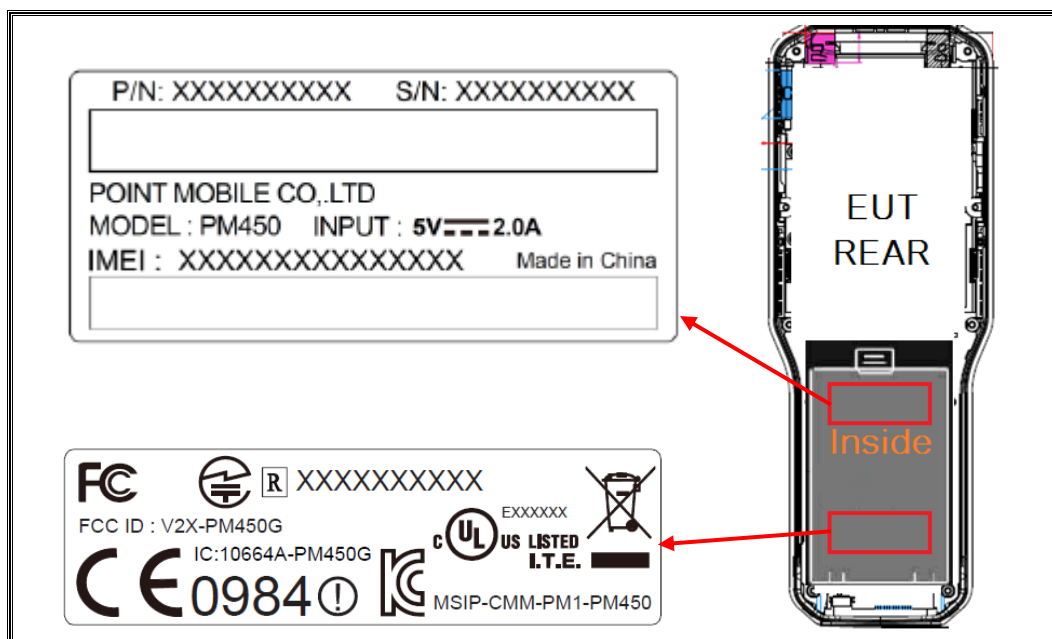 P/N: XXXXXXXXXX S/N: XXXXXXXXXX
POINT MOBILE CO,.LTD
MODEL : PM450 INPUT : 5V 2.0A
IMEI : XXXXXXXXXXXXXXX Made in China
EUT
REAR
Inside
FC R XXXXXXXXXX
FCC ID : V2X-PM450G
C UL US LISTED
EXXXXXX
I.T.E.
IC:10664A-PM450G
CE 0984 ! KC
MSIP-CMM-PM1-PM450